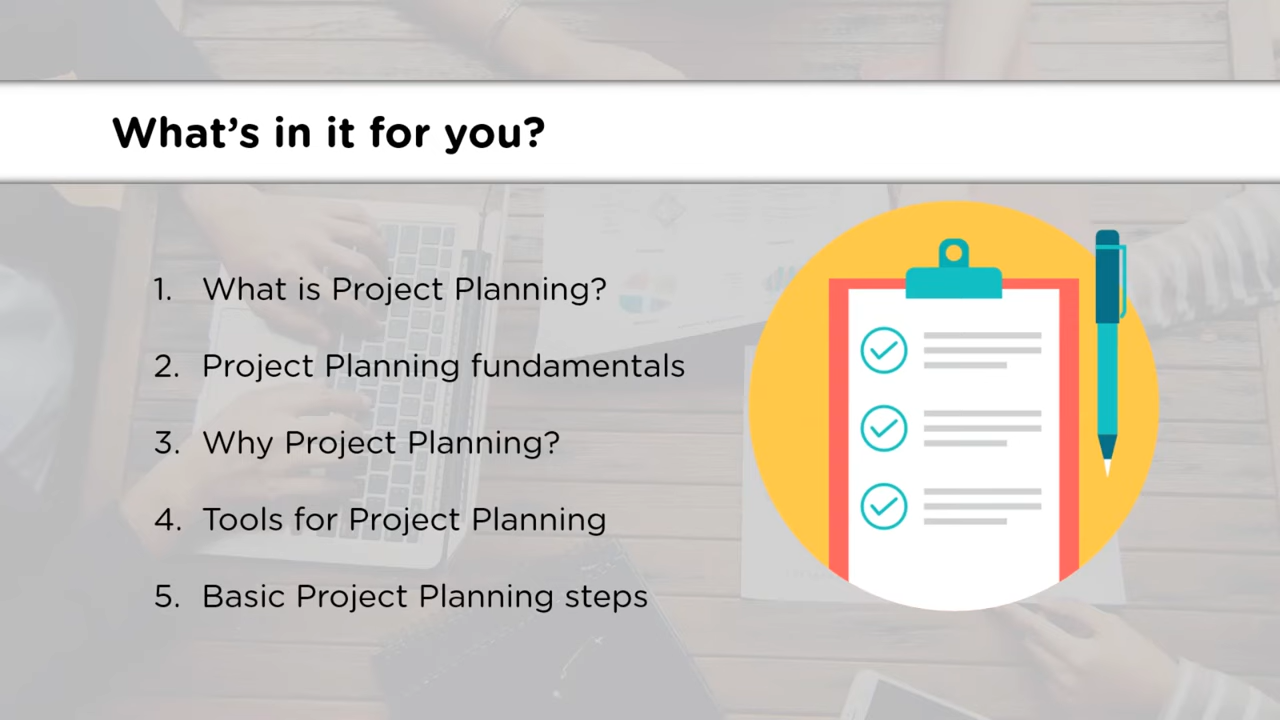 What's in it for you?
1. What is Project Planning?
2. Project Planning fundamentals
3. Why Project Planning?
4. Tools for Project Planning
5. Basic Project Planning steps